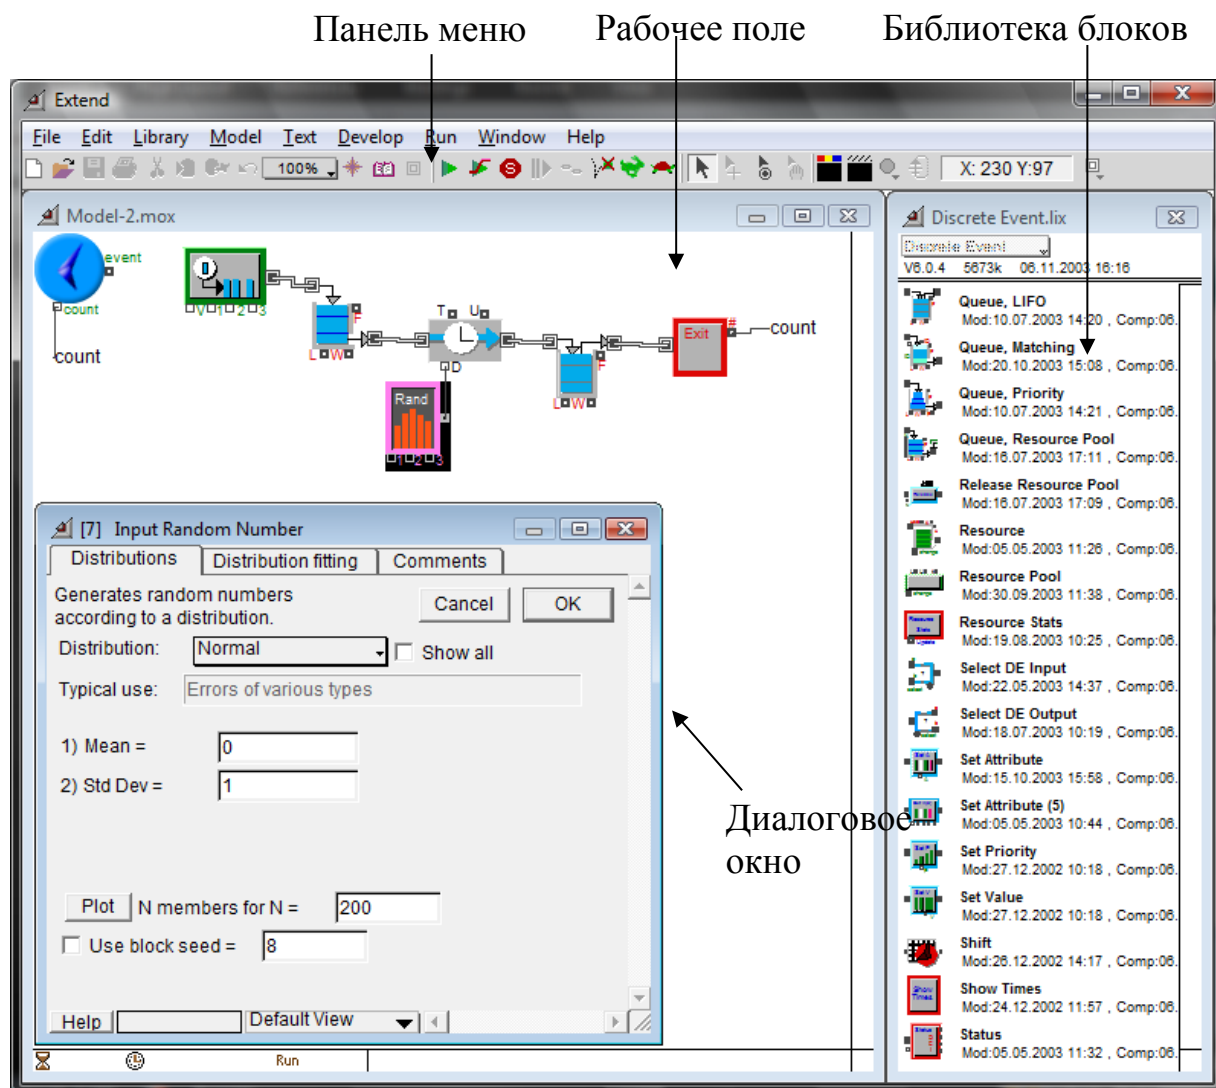 Панель меню
Рабочее поле
Библиотека блоков
Extend
File Edit Library Model Text Develop Run Window Help
100%
X: 230 Y:97
Model-2.mox
event
count
count
V 1 2 3
F
L W
T U
D
Rand
1 2 3
F
L W
Exit
#
count
[7] Input Random Number
Distributions
Distribution fitting
Comments
Generates random numbers
according to a distribution.
Cancel
OK
Distribution:
Normal
Show all
Typical use:
Errors of various types
1) Mean =
0
2) Std Dev =
1
Plot
N members for N =
200
Use block seed =
8
Help
Default View
Run
Диалоговое
окно
Discrete Event.lix
Discrete Event
V6.0.4 5673k 06.11.2003 16:16
Queue, LIFO
Mod:10.07.2003 14:20 , Comp:06.
Queue, Matching
Mod:20.10.2003 15:08 , Comp:06.
Queue, Priority
Mod:10.07.2003 14:21 , Comp:06.
Queue, Resource Pool
Mod:16.07.2003 17:11 , Comp:06.
Release Resource Pool
Mod:16.07.2003 17:09 , Comp:06.
Resource
Mod:05.05.2003 11:26 , Comp:06.
Resource Pool
Mod:30.09.2003 11:38 , Comp:06.
Resource Stats
Mod:19.08.2003 10:25 , Comp:06.
Select DE Input
Mod:22.05.2003 14:37 , Comp:06.
Select DE Output
Mod:18.07.2003 10:19 , Comp:06.
Set Attribute
Mod:15.10.2003 15:58 , Comp:06.
Set Attribute (5)
Mod:05.05.2003 10:44 , Comp:06.
Set Priority
Mod:27.12.2002 10:18 , Comp:06.
Set Value
Mod:27.12.2002 10:18 , Comp:06.
Shift
Mod:26.12.2002 14:17 , Comp:06.
Show Times
Mod:24.12.2002 11:57 , Comp:06.
Status
Mod:05.05.2003 11:32 , Comp:06.